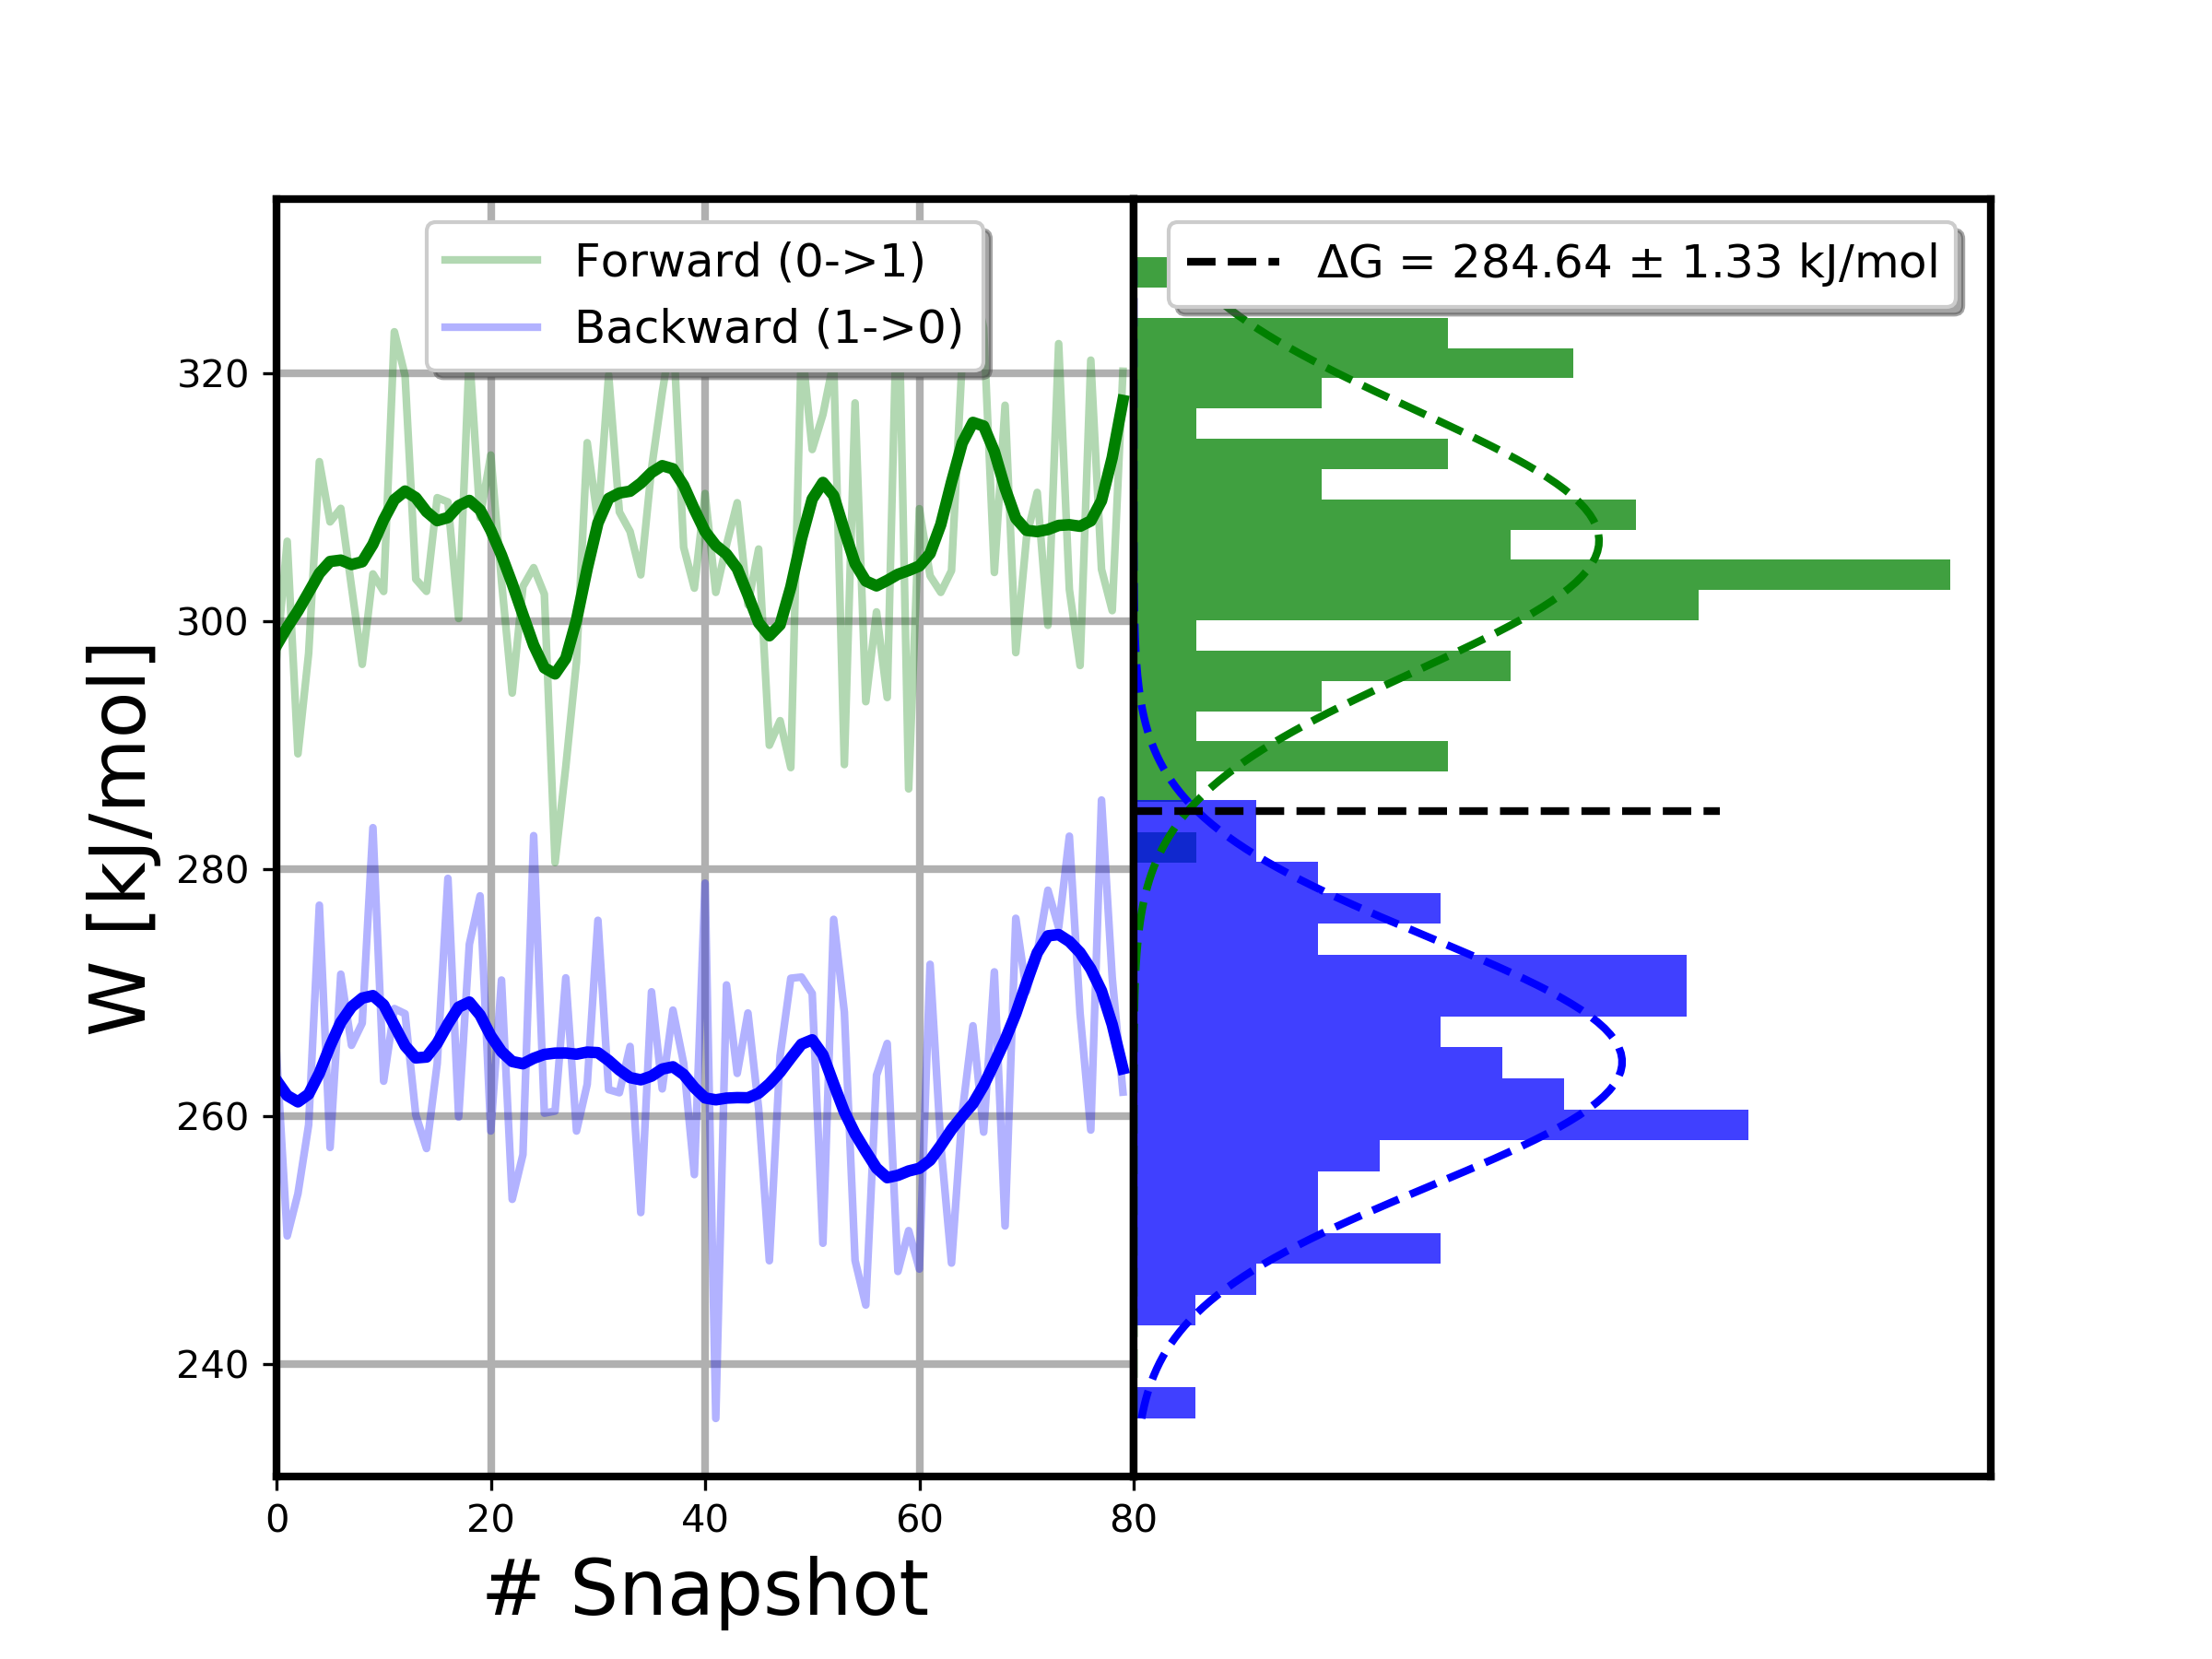 Forward (0->1)
Backward (1->0)
ΔG = 284.64 ± 1.33 kJ/mol
W [kJ/mol]
320
300
280
260
240
0 20 40 60 80
# Snapshot